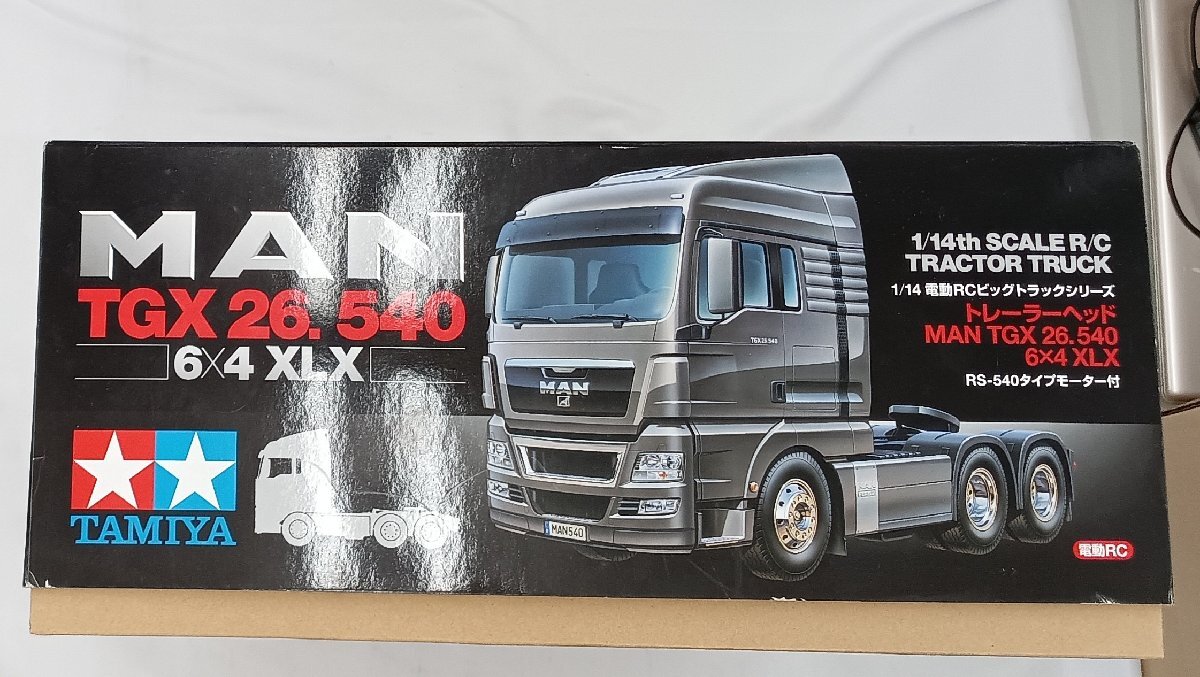 MAN
TGX 26.540
6×4 XLX
TAMIYA
MAN
MAN540
TGX26.540
1/14th SCALE R/C
TRACTOR TRUCK
1/14 電動RCビッグトラックシリーズ
トレーラーヘッド
MAN TGX 26.540
6×4 XLX
RS-540タイプモーター付
電動RC